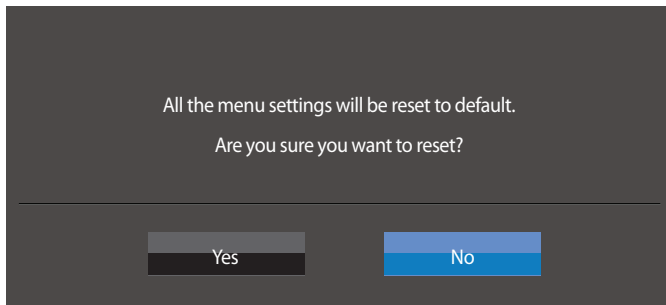 All the menu settings will be reset to default.
Are you sure you want to reset?
Yes No